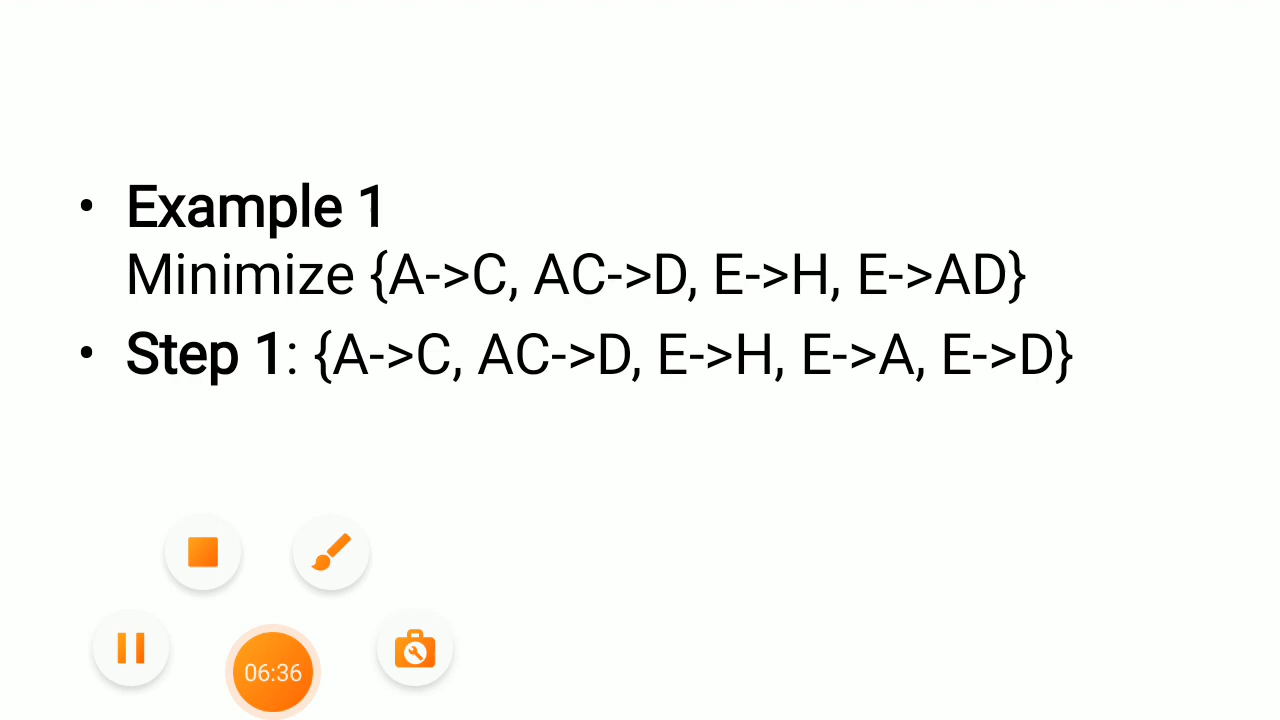 • Example 1
Minimize {A->C, AC->D, E->H, E->AD}
• Step 1: {A->C, AC->D, E->H, E->A, E->D}
06:36